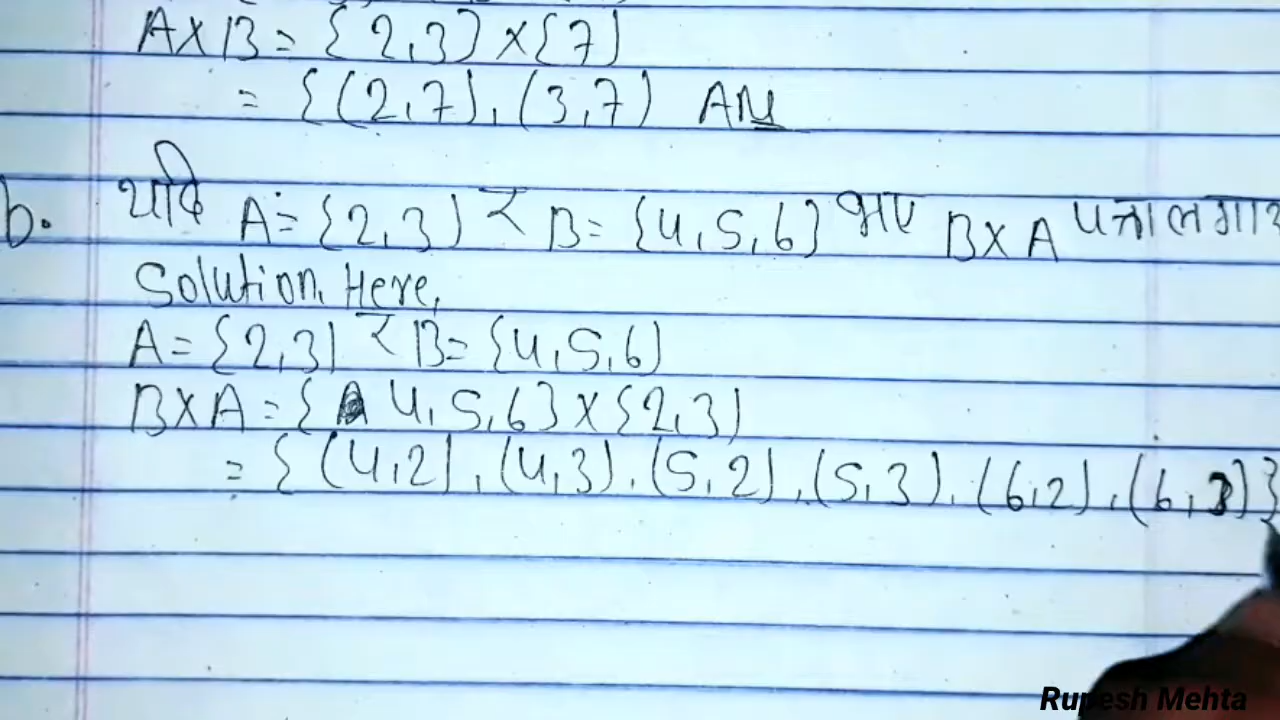 A×B = {2,3} × {7}
= {(2,7), (3,7) Ans
b. यदि A = {2,3} र B = {4,5,6} भए B×A पत्ता लगाउ
Solution, Here,
A = {2,3} र B = {4,5,6}
B×A = { 4,5,6} × {2,3}
= {(4,2), (4,3), (5,2), (5,3), (6,2), (6,3)}
Rupesh Mehta